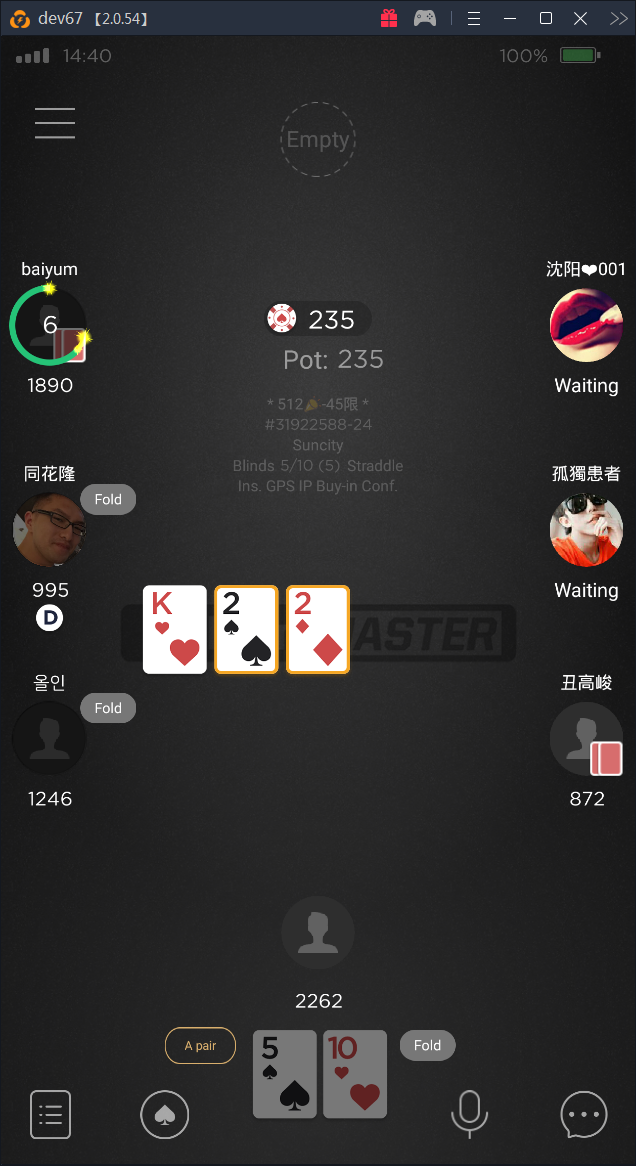 dev67 【2.0.54】
14:40
100%
Empty
baiyum
沈阳❤001
6
235
1890
Pot: 235
Waiting
* 512🌽-45限 *
#31922588-24
Suncity
Blinds 5/10 (5) Straddle
Ins. GPS IP Buy-in Conf.
同花隆
孤獨患者
Fold
995
Waiting
D
K
2
2
ASTER
올인
丑高峻
Fold
1246
872
2262
A pair
5
10
Fold